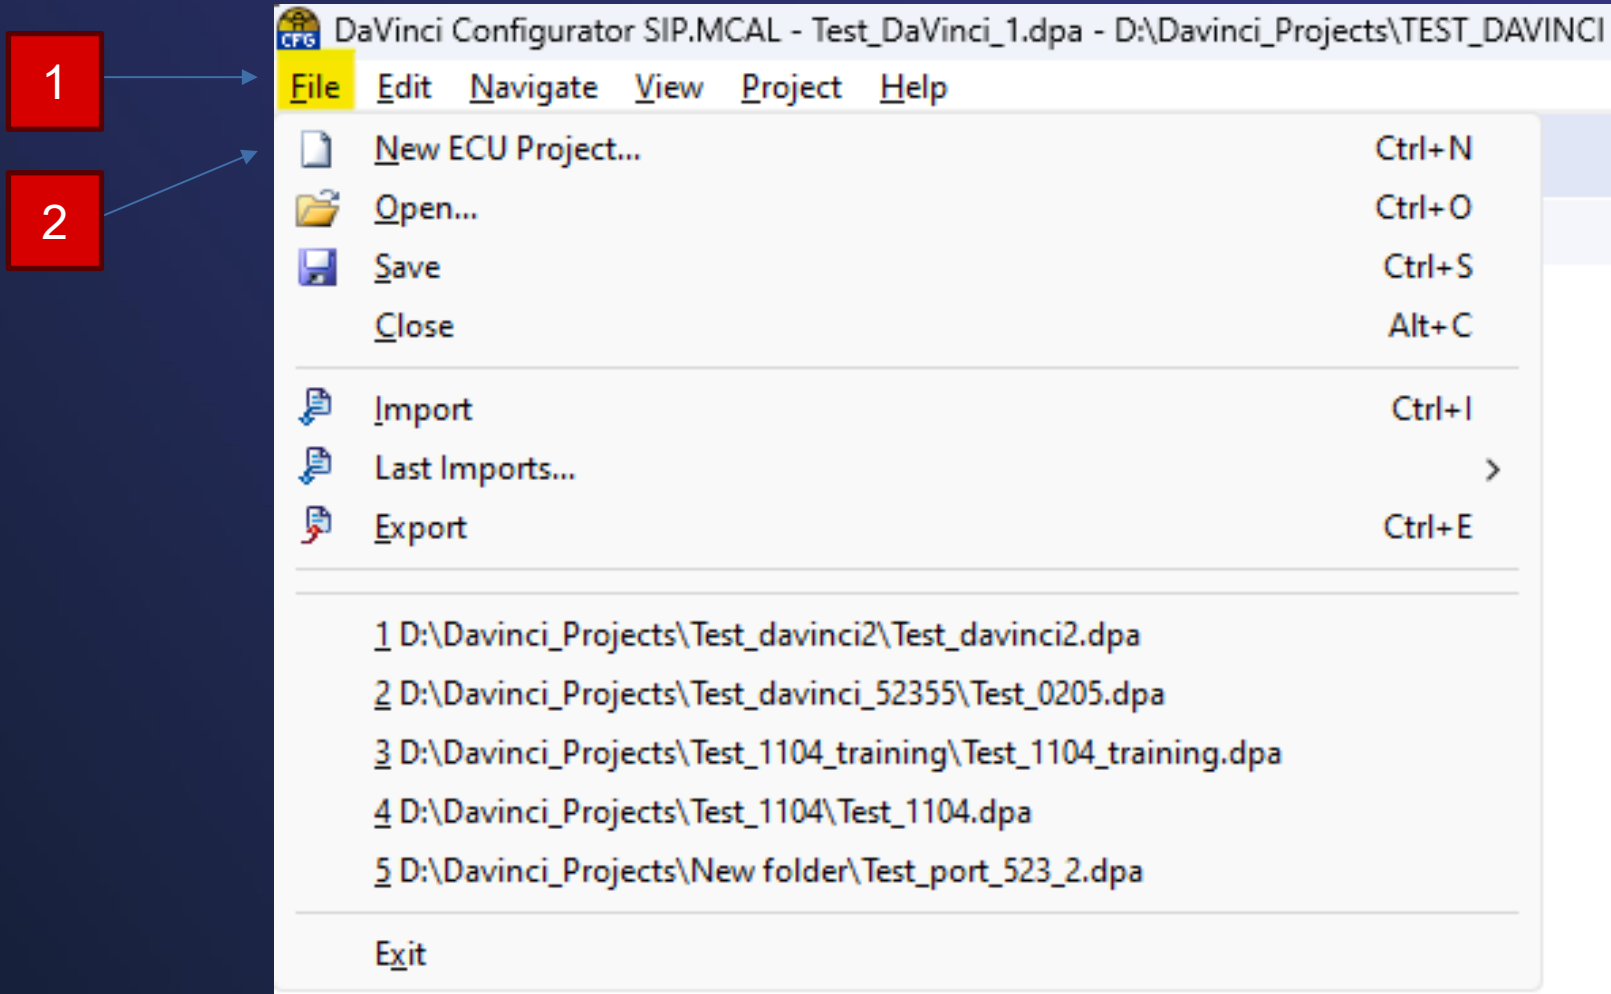 CFG DaVinci Configurator SIP.MCAL - Test_DaVinci_1.dpa - D:\Davinci_Projects\TEST_DAVINCI
1
File Edit Navigate View Project Help
New ECU Project... Ctrl+N
2
Open... Ctrl+O
Save Ctrl+S
Close Alt+C
Import Ctrl+I
Last Imports... >
Export Ctrl+E
1 D:\Davinci_Projects\Test_davinci2\Test_davinci2.dpa
2 D:\Davinci_Projects\Test_davinci_52355\Test_0205.dpa
3 D:\Davinci_Projects\Test_1104_training\Test_1104_training.dpa
4 D:\Davinci_Projects\Test_1104\Test_1104.dpa
5 D:\Davinci_Projects\New folder\Test_port_523_2.dpa
Exit